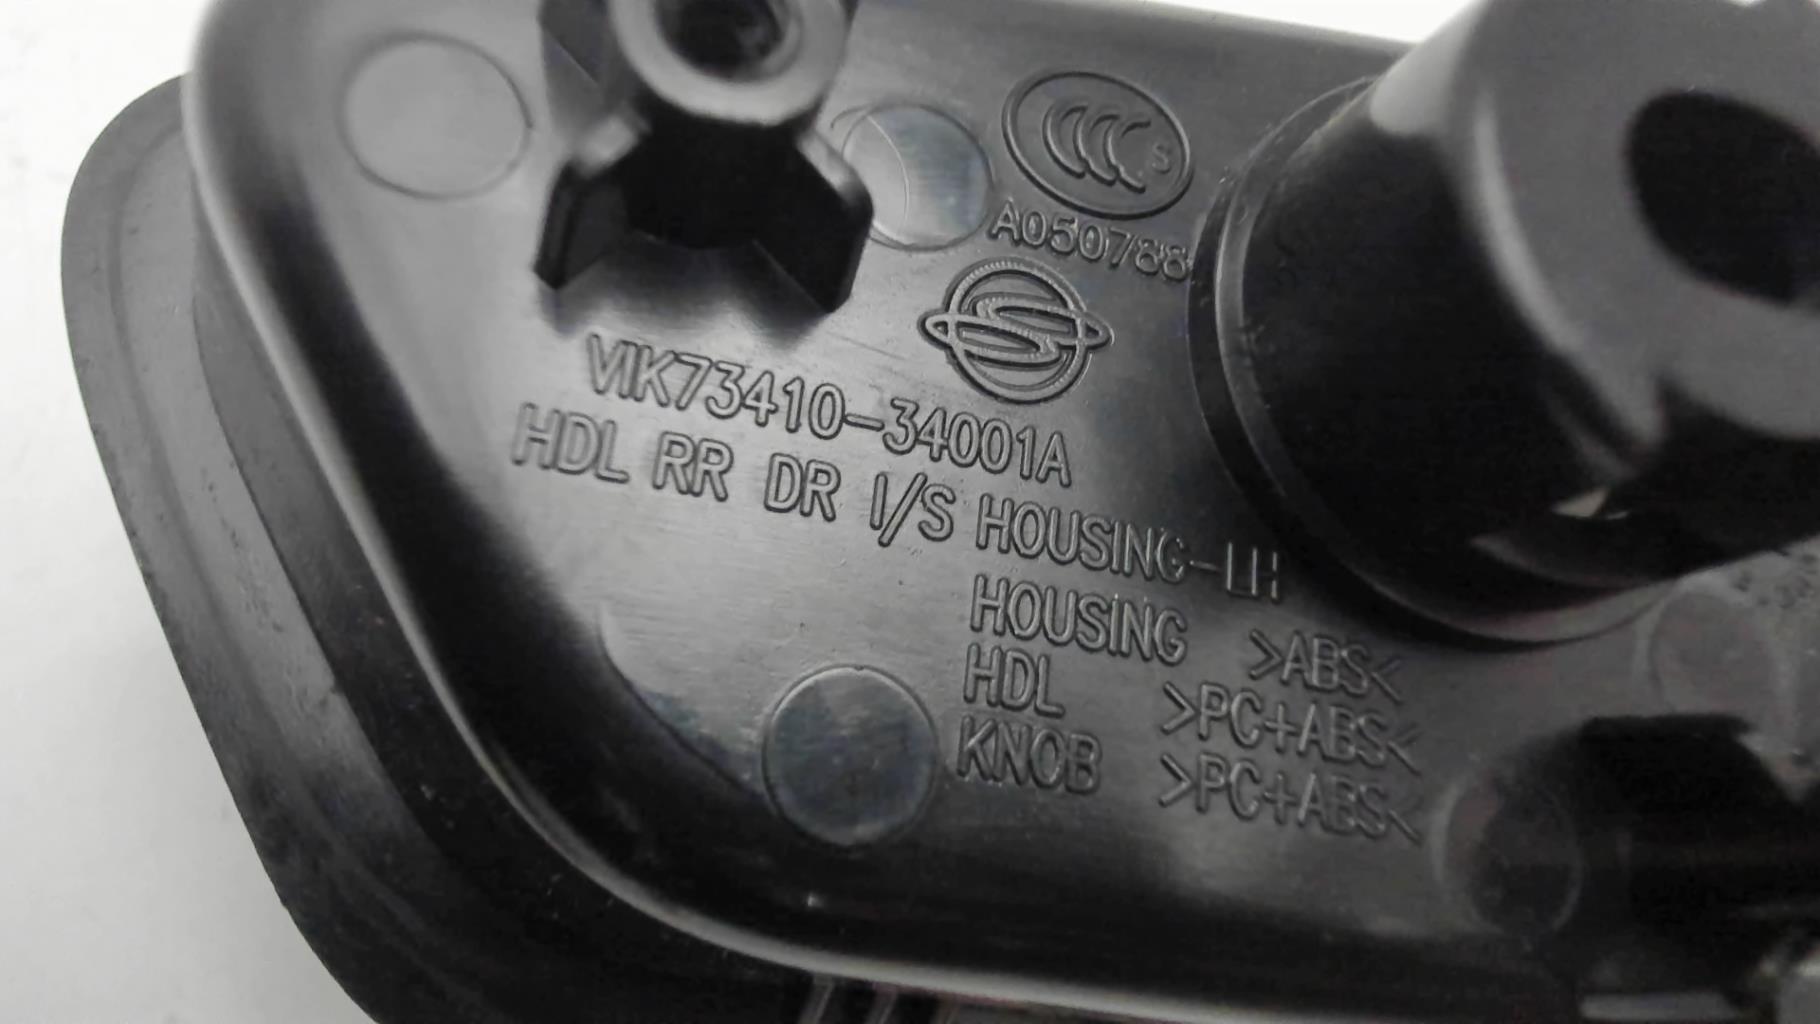 S
A050788
VIK73410-34001A
HDL RR DR I/S HOUSING-LH
HOUSING >ABS<
HDL >PC+ABS<
KNOB >PC+ABS<